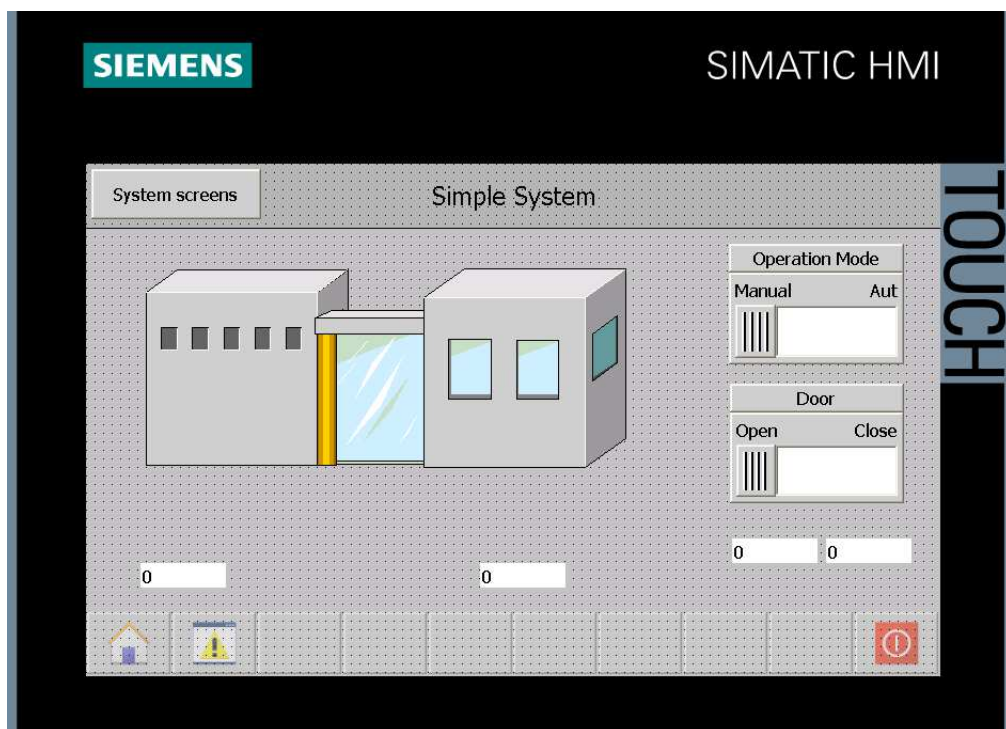 SIEMENS
SIMATIC HMI
TOUCH
System screens
Simple System
Operation Mode
Manual Aut
Door
Open Close
0 0
0 0